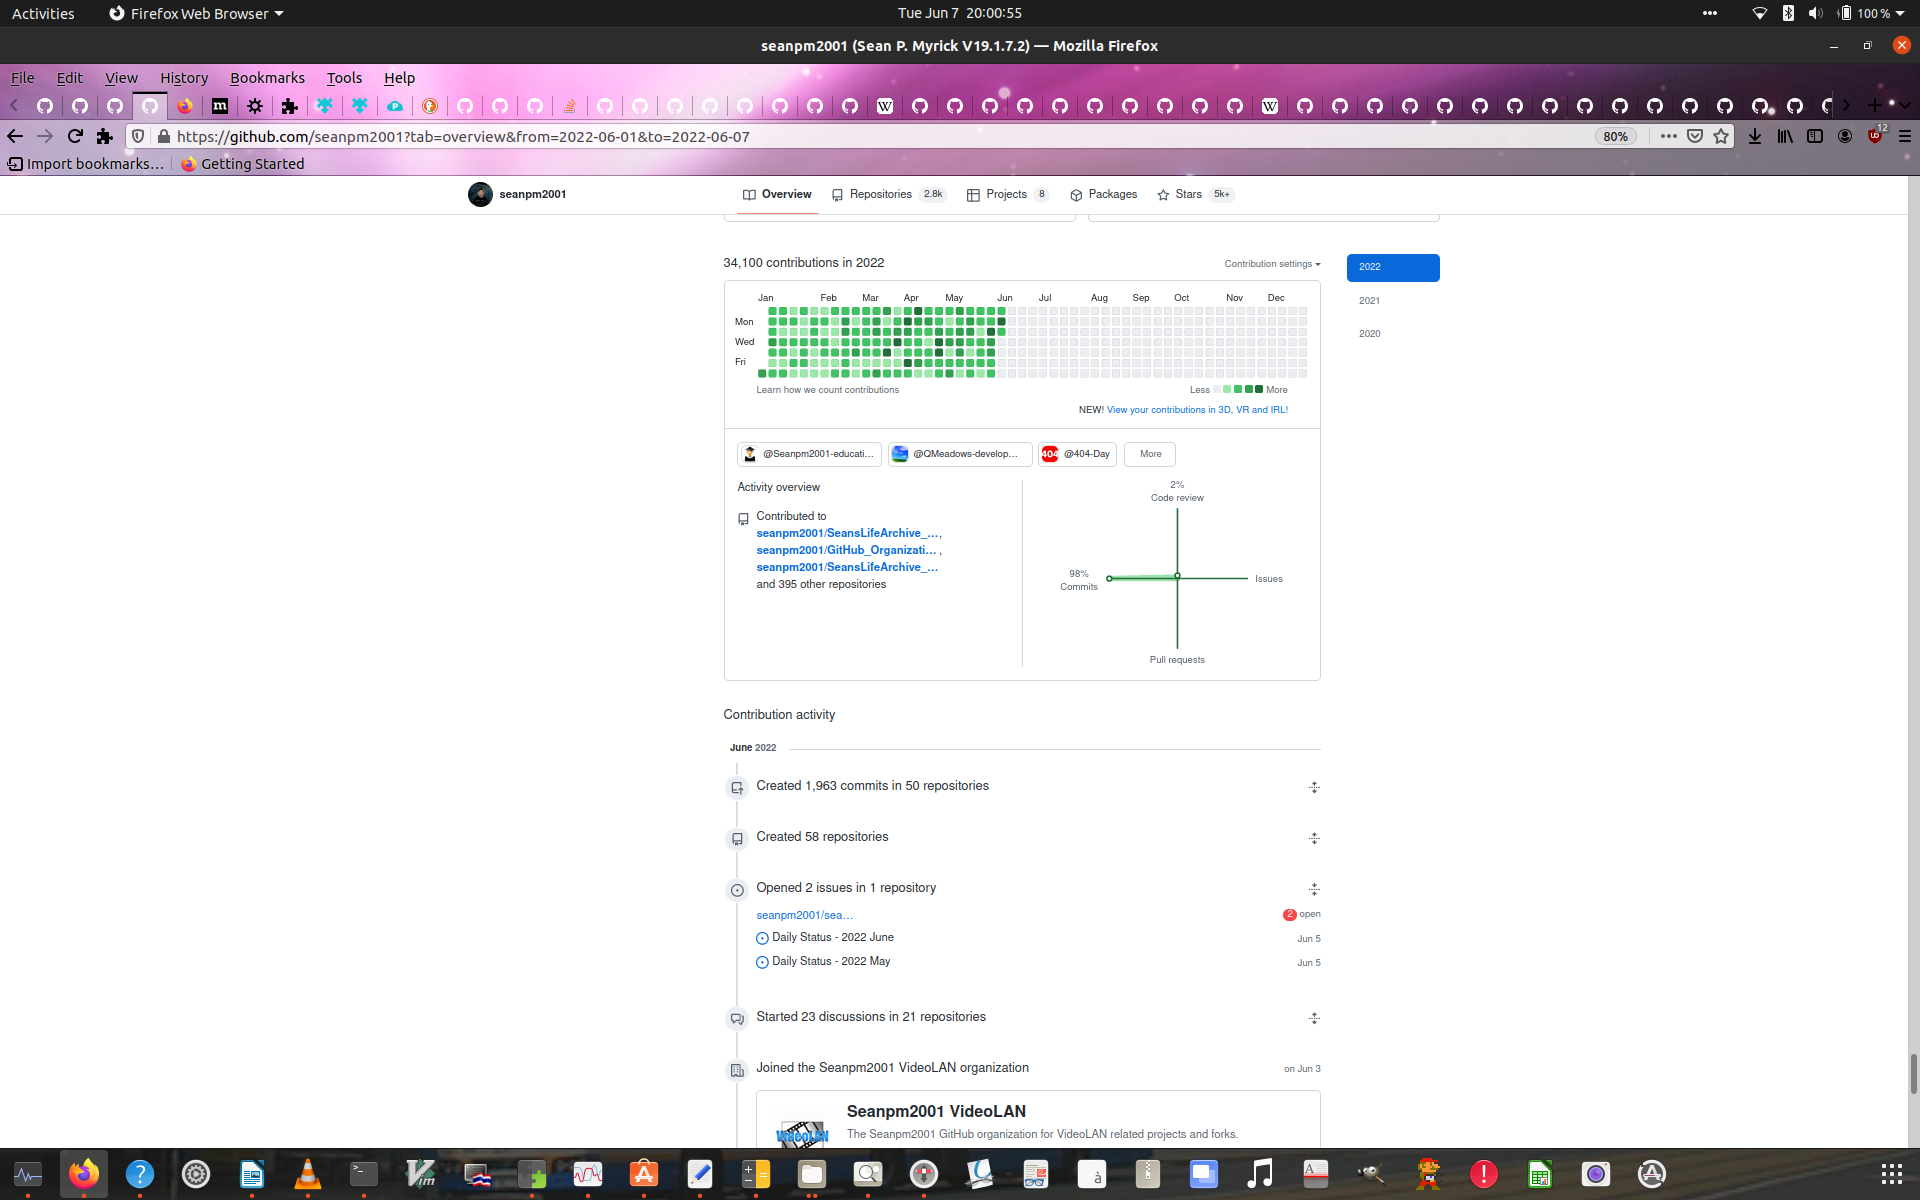 Activities
Firefox Web Browser
Tue Jun 7 20:00:55
100 %
seanpm2001 (Sean P. Myrick V19.1.7.2) — Mozilla Firefox
File Edit View History Bookmarks Tools Help
https://github.com/seanpm2001?tab=overview&from=2022-06-01&to=2022-06-07
80%
12
Import bookmarks…
Getting Started
seanpm2001
Overview
Repositories 2.8k
Projects 8
Packages
Stars 5k+
34,100 contributions in 2022
Contribution settings
2022
2021
2020
Jan Feb Mar Apr May Jun Jul Aug Sep Oct Nov Dec
Mon
Wed
Fri
Learn how we count contributions
Less More
NEW! View your contributions in 3D, VR and IRL!
@Seanpm2001-educati...
@QMeadows-develop...
404 @404-Day
More
Activity overview
Contributed to
seanpm2001/SeansLifeArchive_...,
seanpm2001/GitHub_Organizati... ,
seanpm2001/SeansLifeArchive_...
and 395 other repositories
2%
Code review
98%
Commits
Issues
Pull requests
Contribution activity
June 2022
Created 1,963 commits in 50 repositories
Created 58 repositories
Opened 2 issues in 1 repository
seanpm2001/sea...
2 open
Daily Status - 2022 June
Jun 5
Daily Status - 2022 May
Jun 5
Started 23 discussions in 21 repositories
Joined the Seanpm2001 VideoLAN organization
on Jun 3
Seanpm2001 VideoLAN
VideoLAN
The Seanpm2001 GitHub organization for VideoLAN related projects and forks.